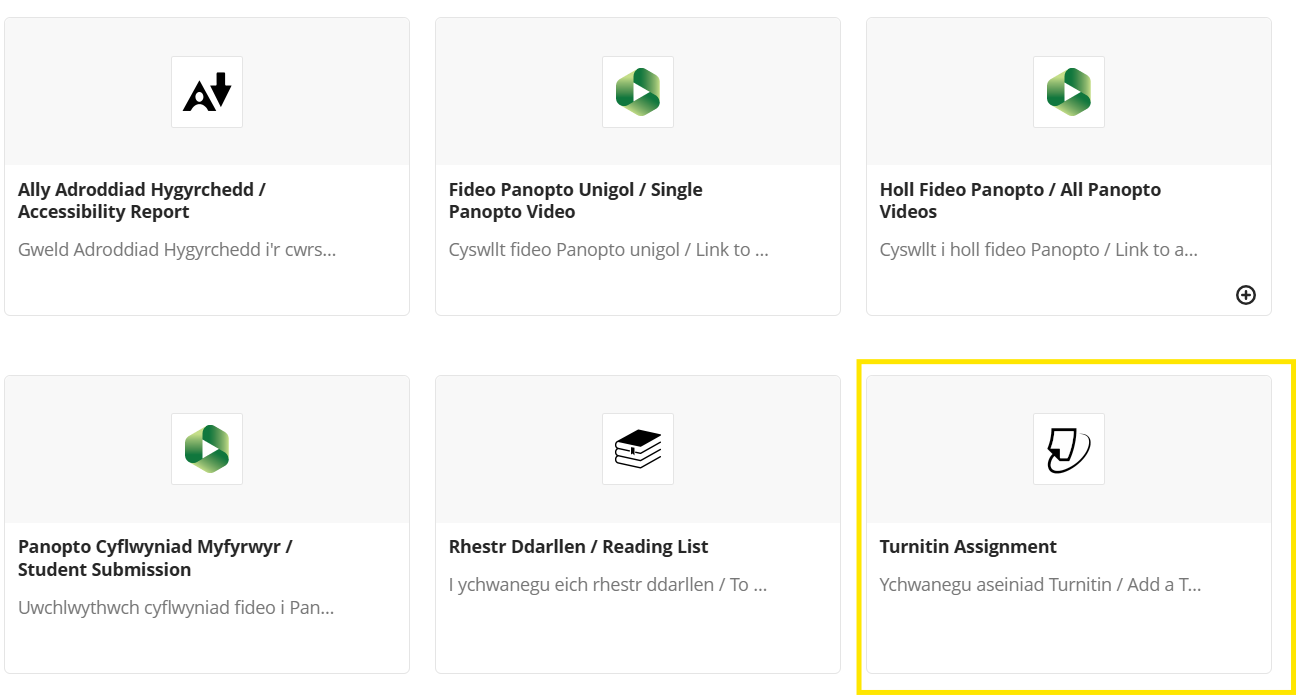 Ally Adroddiad Hygyrchedd /
Accessibility Report
Gweld Adroddiad Hygyrchedd i'r cwrs...
Fideo Panopto Unigol / Single
Panopto Video
Cyswllt fideo Panopto unigol / Link to ...
Holl Fideo Panopto / All Panopto
Videos
Cyswllt i holl fideo Panopto / Link to a...
Panopto Cyflwyniad Myfyrwyr /
Student Submission
Uwchlwythwch cyflwyniad fideo i Pan...
Rhestr Ddarllen / Reading List
I ychwanegu eich rhestr ddarllen / To ...
Turnitin Assignment
Ychwanegu aseiniad Turnitin / Add a T...